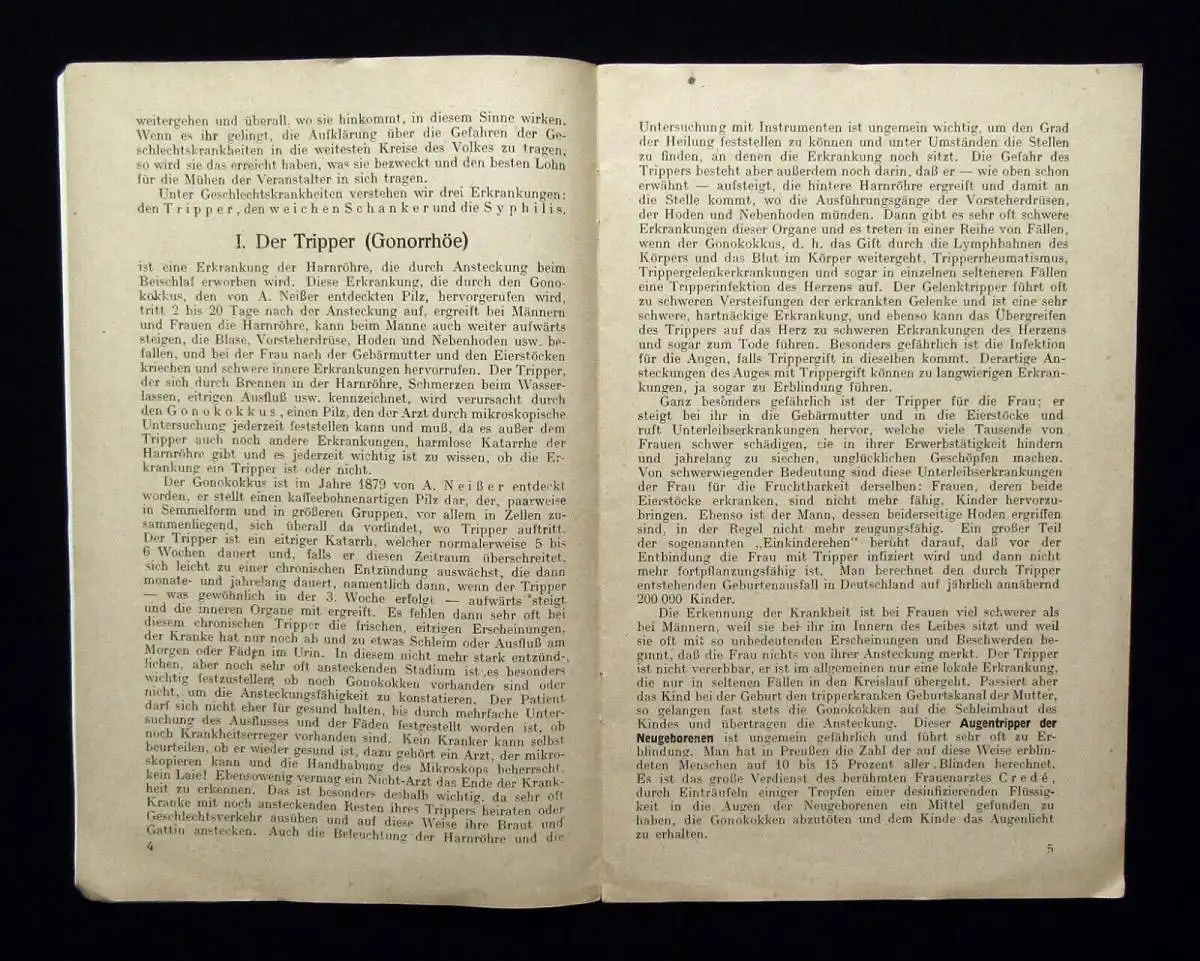 weitergehen und überall, wo sie hinkommt, in diesem Sinne wirken.
Wenn es ihr gelingt, die Aufklärung über die Gefahren der Ge-
schlechtskrankheiten in die weitesten Kreise des Volkes zu tragen,
so wird sie das erreicht haben, was sie bezweckt und den besten Lohn
für die Mühen der Veranstalter in sich tragen.
Unter Geschlechtskrankheiten verstehen wir drei Erkrankungen:
den Tripper, den weichen Schanker und die Syphilis.
I. Der Tripper (Gonorrhöe)
ist eine Erkrankung der Harnröhre, die durch Ansteckung beim
Beischlaf erworben wird. Diese Erkrankung, die durch den Gono-
kokkus, den von A. Neißer entdeckten Pilz, hervorgerufen wird,
tritt 2 bis 20 Tage nach der Ansteckung auf, ergreift bei Männern
und Frauen die Harnröhre, kann beim Manne auch weiter aufwärts
steigen, die Blase, Vorsteherdrüse, Hoden und Nebenhoden usw. be-
fallen, und bei der Frau nach der Gebärmutter und den Eierstöcken
kriechen und schwere innere Erkrankungen hervorrufen. Der Tripper,
der sich durch Brennen in der Harnröhre, Schmerzen beim Wasser-
lassen, eitrigen Ausfluß usw. kennzeichnet, wird verursacht durch
den Gonokokkus, einen Pilz, den der Arzt durch mikroskopische
Untersuchung jederzeit feststellen kann und muß, da es außer dem
Tripper auch noch andere Erkrankungen, harmlose Katarrhe der
Harnröhre gibt und es jederzeit wichtig ist zu wissen, ob die Er-
krankung ein Tripper ist oder nicht.
Der Gonokokkus ist im Jahre 1879 von A. Neißer entdeckt
worden, er stellt einen kaffeebohnenartigen Pilz dar, der, paarweise
in Semmelform und in größeren Gruppen, vor allem in Zellen zu-
sammenliegend, sich überall da vorfindet, wo Tripper auftritt.
Der Tripper ist ein eitriger Katarrh, welcher normalerweise 5 bis
6 Wochen dauert und, falls er diesen Zeitraum überschreitet,
sich leicht zu einer chronischen Entzündung auswächst, die dann
monate- und jahrelang dauert, namentlich dann, wenn der Tripper
— was gewöhnlich in der 3. Woche erfolgt — aufwärts steigt
und die inneren Organe mit ergreift. Es fehlen dann sehr oft bei
diesem chronischen Tripper die frischen, eitrigen Erscheinungen,
der Kranke hat nur noch ab und zu etwas Schleim oder Ausfluß am
Morgen oder Fäden im Urin. In diesem nicht mehr stark entzünd-
lichen, aber noch sehr oft ansteckenden Stadium ist es besonders
wichtig festzustellen, ob noch Gonokokken vorhanden sind oder
nicht, um die Ansteckungsfähigkeit zu konstatieren. Der Patient
darf sich nicht eher für gesund halten, bis durch mehrfache Unter-
suchung des Ausflusses und der Fäden festgestellt worden ist, ob
noch Krankheitserreger vorhanden sind. Kein Kranker kann selbst
beurteilen, ob er wieder gesund ist, dazu gehört ein Arzt, der mikro-
skopieren kann und die Handhabung des Mikroskops beherrscht,
kein Laie! Ebensowenig vermag ein Nicht-Arzt das Ende der Krank-
heit zu erkennen. Das ist besonders deshalb wichtig, da sehr oft
Kranke mit noch ansteckenden Resten ihres Trippers heiraten oder
Geschlechtsverkehr ausüben und auf diese Weise ihre Braut und
Gattin anstecken. Auch die Beleuchtung der Harnröhre und die
4
Untersuchung mit Instrumenten ist ungemein wichtig, um den Grad
der Heilung feststellen zu können und unter Umständen die Stellen
zu finden, an denen die Erkrankung noch sitzt. Die Gefahr des
Trippers besteht aber außerdem noch darin, daß er — wie oben schon
erwähnt — aufsteigt, die hintere Harnröhre ergreift und damit an
die Stelle kommt, wo die Ausführungsgänge der Vorsteherdrüsen,
der Hoden und Nebenhoden münden. Dann gibt es sehr oft schwere
Erkrankungen dieser Organe und es treten in einer Reihe von Fällen,
wenn der Gonokokkus, d. h. das Gift durch die Lymphbahnen des
Körpers und das Blut im Körper weitergeht, Tripperrheumatismus,
Trippergelenkerkrankungen und sogar in einzelnen selteneren Fällen
eine Tripperinfektion des Herzens auf. Der Gelenktripper führt oft
zu schweren Versteifungen der erkrankten Gelenke und ist eine sehr
schwere, hartnäckige Erkrankung, und ebenso kann das Übergreifen
des Trippers auf das Herz zu schweren Erkrankungen des Herzens
und sogar zum Tode führen. Besonders gefährlich ist die Infektion
für die Augen, falls Trippergift in dieselben kommt. Derartige An-
steckungen des Auges mit Trippergift können zu langwierigen Erkran-
kungen, ja sogar zu Erblindung führen.
Ganz besonders gefährlich ist der Tripper für die Frau; er
steigt bei ihr in die Gebärmutter und in die Eierstöcke und
ruft Unterleibserkrankungen hervor, welche viele Tausende von
Frauen schwer schädigen, sie in ihrer Erwerbstätigkeit hindern
und jahrelang zu siechen, unglücklichen Geschöpfen machen.
Von schwerwiegender Bedeutung sind diese Unterleibserkrankungen
der Frau für die Fruchtbarkeit derselben: Frauen, deren beide
Eierstöcke erkranken, sind nicht mehr fähig, Kinder hervorzu-
bringen. Ebenso ist der Mann, dessen beiderseitige Hoden ergriffen
sind, in der Regel nicht mehr zeugungsfähig. Ein großer Teil
der sogenannten „Einkinderehen“ beruht darauf, daß vor der
Entbindung die Frau mit Tripper infiziert wird und dann nicht
mehr fortpflanzungsfähig ist. Man berechnet den durch Tripper
entstehenden Geburtenausfall in Deutschland auf jährlich annähernd
200 000 Kinder.
Die Erkennung der Krankheit ist bei Frauen viel schwerer als
bei Männern, weil sie bei ihr im Innern des Leibes sitzt und weil
sie oft mit so unbedeutenden Erscheinungen und Beschwerden be-
ginnt, daß die Frau nichts von ihrer Ansteckung merkt. Der Tripper
ist nicht vererbbar, er ist im allgemeinen nur eine lokale Erkrankung,
die nur in seltenen Fällen in den Kreislauf übergeht. Passiert aber
das Kind bei der Geburt den tripperkranken Geburtskanal der Mutter,
so gelangen fast stets die Gonokokken auf die Schleimhaut des
Kindes und übertragen die Ansteckung. Dieser Augentripper der
Neugeborenen ist ungemein gefährlich und führt sehr oft zu Er-
blindung. Man hat in Preußen die Zahl der auf diese Weise erblin-
deten Menschen auf 10 bis 15 Prozent aller Blinden berechnet.
Es ist das große Verdienst des berühmten Frauenarztes Credé,
durch Einträufeln einiger Tropfen einer desinfizierenden Flüssig-
keit in die Augen der Neugeborenen ein Mittel gefunden zu
haben, die Gonokokken abzutöten und dem Kinde das Augenlicht
zu erhalten.
5